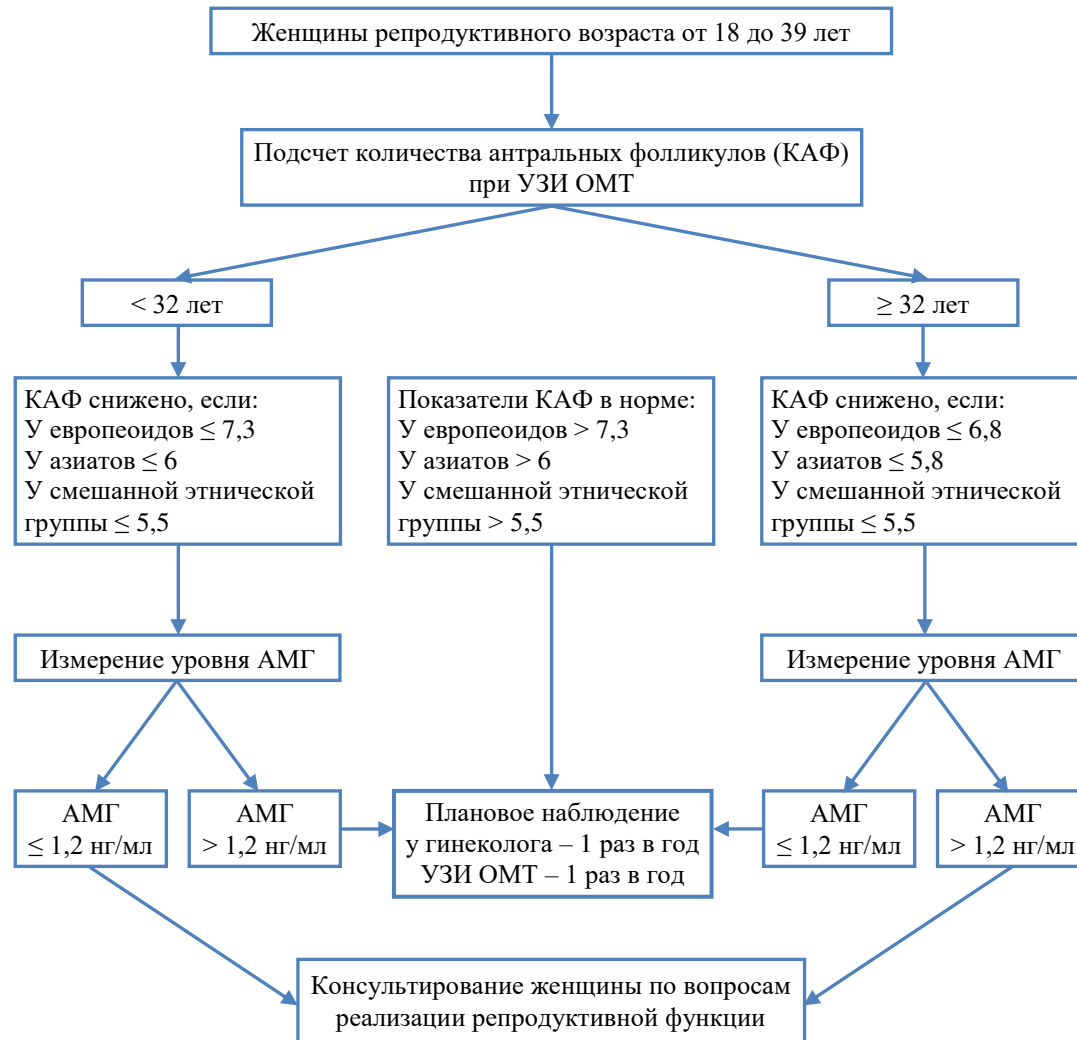 Женщины репродуктивного возраста от 18 до 39 лет
Подсчет количества антральных фолликулов (КАФ)
при УЗИ ОМТ
< 32 лет
≥ 32 лет
КАФ снижено, если:
У европеоидов ≤ 7,3
У азиатов ≤ 6
У смешанной этнической
группы ≤ 5,5
Показатели КАФ в норме:
У европеоидов > 7,3
У азиатов > 6
У смешанной этнической
группы > 5,5
КАФ снижено, если:
У европеоидов ≤ 6,8
У азиатов ≤ 5,8
У смешанной этнической
группы ≤ 5,5
Измерение уровня АМГ
Измерение уровня АМГ
АМГ
≤ 1,2 нг/мл
АМГ
> 1,2 нг/мл
Плановое наблюдение
у гинеколога – 1 раз в год
УЗИ ОМТ – 1 раз в год
АМГ
≤ 1,2 нг/мл
АМГ
> 1,2 нг/мл
Консультирование женщины по вопросам
реализации репродуктивной функции